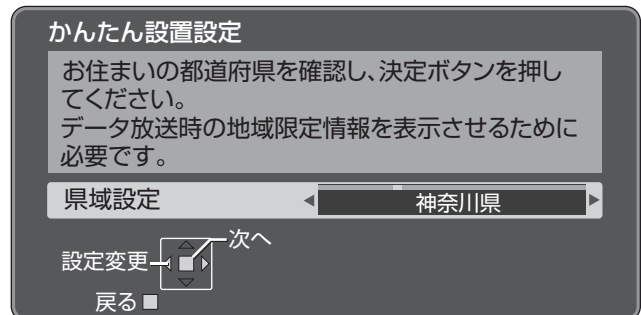 かんたん設置設定
お住まいの都道府県を確認し、決定ボタンを押し
てください。
データ放送時の地域限定情報を表示させるために
必要です。
県域設定 神奈川県
次へ
設定変更
戻る